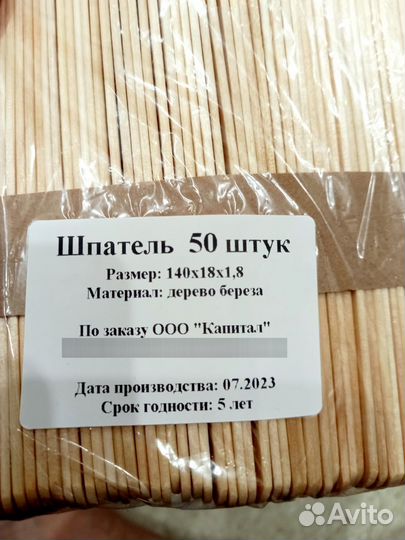 Шпатель 50 штук
Размер: 140x18x1,8
Материал: дерево береза
По заказу ООО "Капитал"
Дата производства: 07.2023
Срок годности: 5 лет
Avito